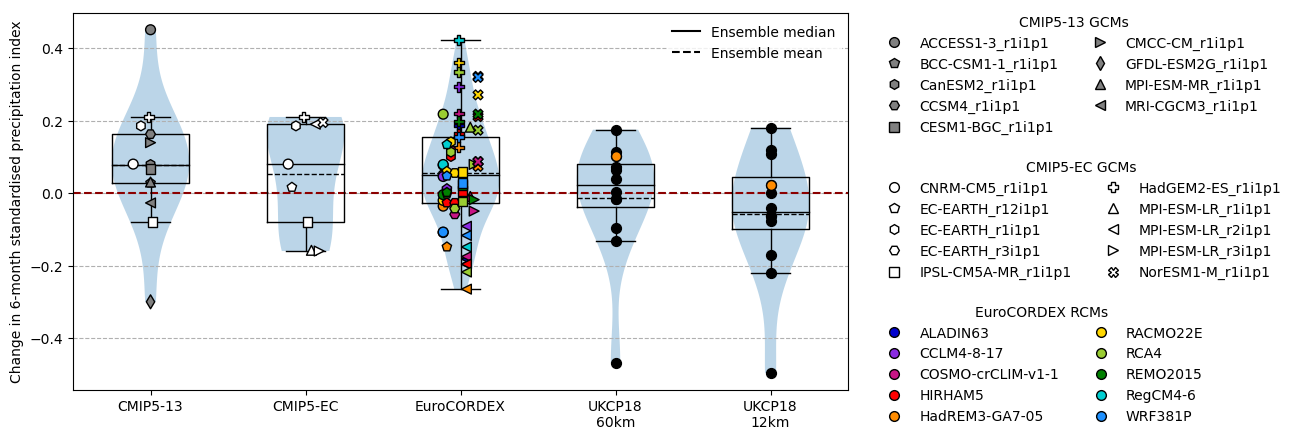 Change in 6-month standardised precipitation index
0.4
0.2
0.0
−0.2
−0.4
Ensemble median
Ensemble mean
CMIP5-13
CMIP5-EC
EuroCORDEX
UKCP18
60km
UKCP18
12km
CMIP5-13 GCMs
ACCESS1-3_r1i1p1
BCC-CSM1-1_r1i1p1
CanESM2_r1i1p1
CCSM4_r1i1p1
CESM1-BGC_r1i1p1
CMCC-CM_r1i1p1
GFDL-ESM2G_r1i1p1
MPI-ESM-MR_r1i1p1
MRI-CGCM3_r1i1p1
CMIP5-EC GCMs
CNRM-CM5_r1i1p1
EC-EARTH_r12i1p1
EC-EARTH_r1i1p1
EC-EARTH_r3i1p1
IPSL-CM5A-MR_r1i1p1
HadGEM2-ES_r1i1p1
MPI-ESM-LR_r1i1p1
MPI-ESM-LR_r2i1p1
MPI-ESM-LR_r3i1p1
NorESM1-M_r1i1p1
EuroCORDEX RCMs
ALADIN63
CCLM4-8-17
COSMO-crCLIM-v1-1
HIRHAM5
HadREM3-GA7-05
RACMO22E
RCA4
REMO2015
RegCM4-6
WRF381P